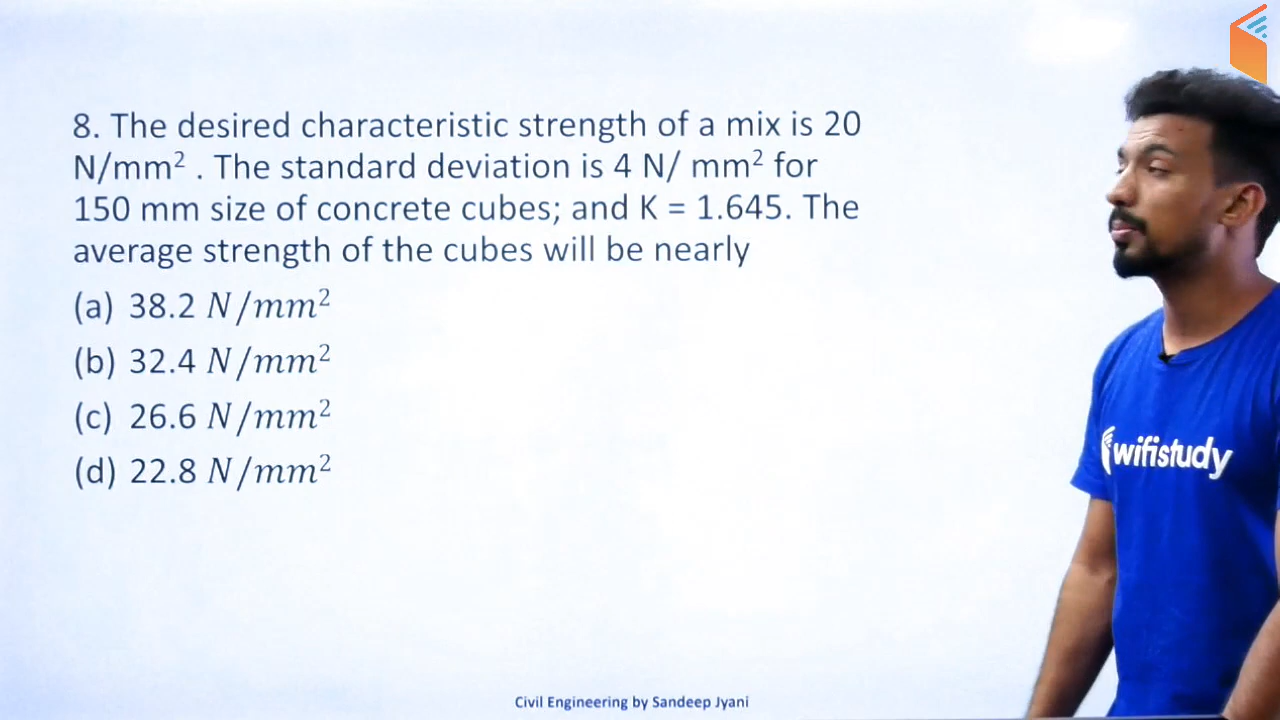 8. The desired characteristic strength of a mix is 20
N/mm² . The standard deviation is 4 N/ mm² for
150 mm size of concrete cubes; and K = 1.645. The
average strength of the cubes will be nearly
(a) 38.2 N/mm²
(b) 32.4 N/mm²
(c) 26.6 N/mm²
(d) 22.8 N/mm²
wifistudy
Civil Engineering by Sandeep Jyani